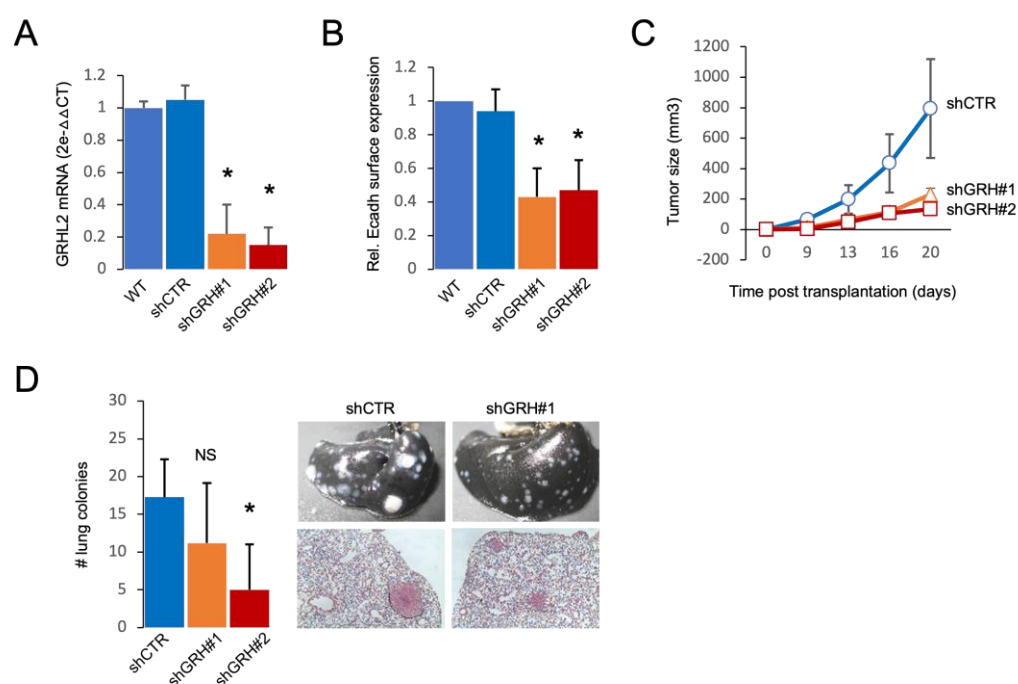 A
GRHL2 mRNA (2e-△△CT)
1.2
1
0.8
0.6
0.4
0.2
0
*
*
WT
shCTR
shGRH#1
shGRH#2
B
Rel. Ecadh surface expression
1.2
1
0.8
0.6
0.4
0.2
0
*
*
WT
shCTR
shGRH#1
shGRH#2
C
Tumor size (mm3)
1200
1000
800
600
400
200
0
-200
0 9 13 16 20
Time post transplantation (days)
shCTR
shGRH#1
shGRH#2
D
# lung colonies
30
25
20
15
10
5
0
NS
*
shCTR
shGRH#1
shGRH#2
shCTR
shGRH#1